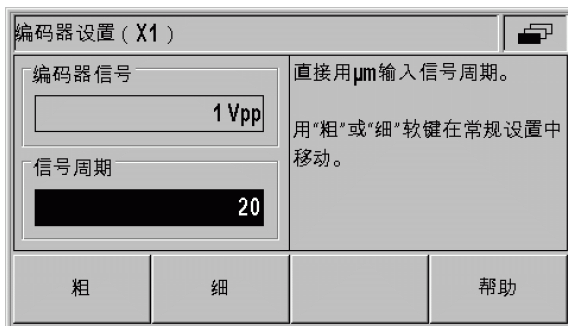 编码器设置（X1）
编码器信号
1 Vpp
信号周期
20
直接用µm输入信号周期。
用“粗”或“细”软键在常规设置中
移动。
粗
细
帮助